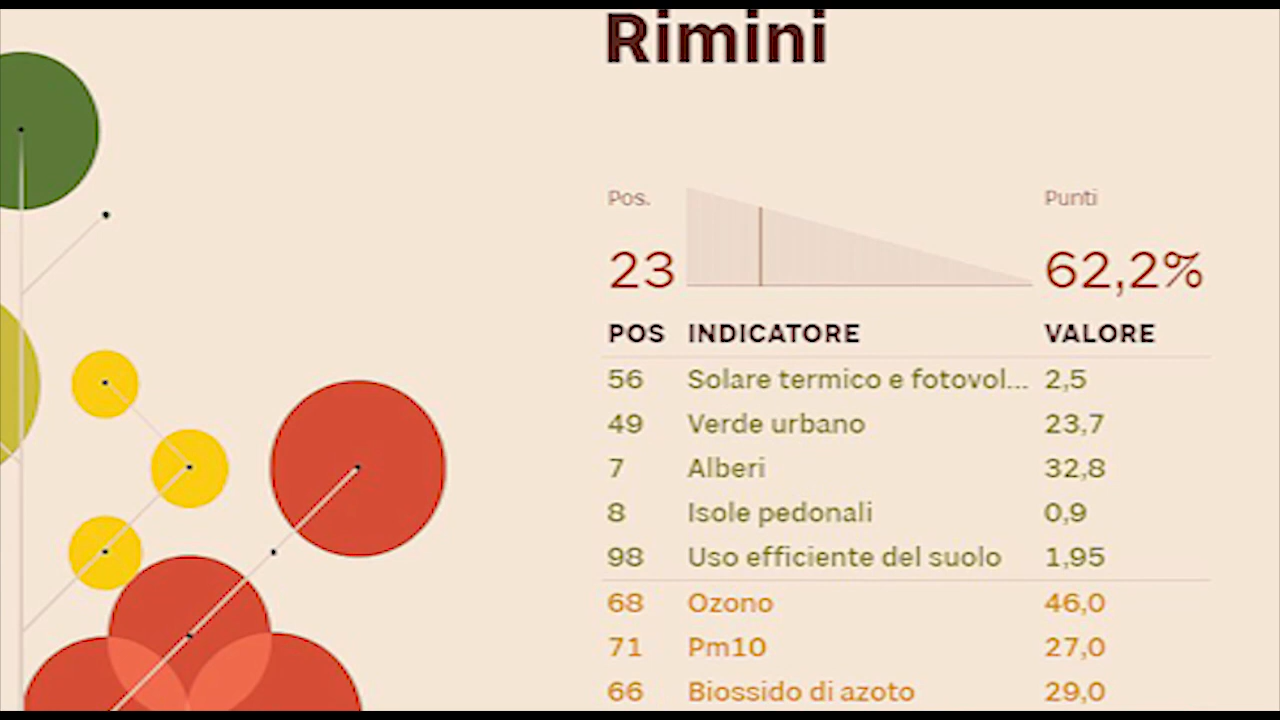 Rimini
Pos. Punti
23 62,2%
POS INDICATORE VALORE
56 Solare termico e fotovol... 2,5
49 Verde urbano 23,7
7 Alberi 32,8
8 Isole pedonali 0,9
98 Uso efficiente del suolo 1,95
68 Ozono 46,0
71 Pm10 27,0
66 Biossido di azoto 29,0